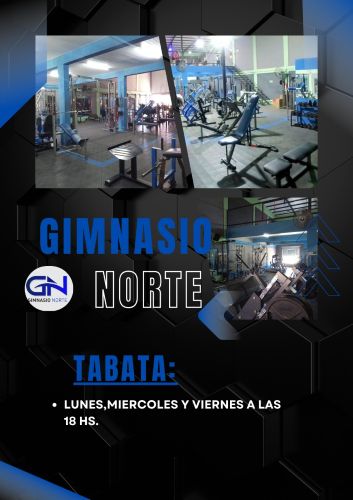 GIMNASIO
NORTE
GN
GIMNASIO NORTE
TABATA:
LUNES,MIERCOLES Y VIERNES A LAS
18 HS.